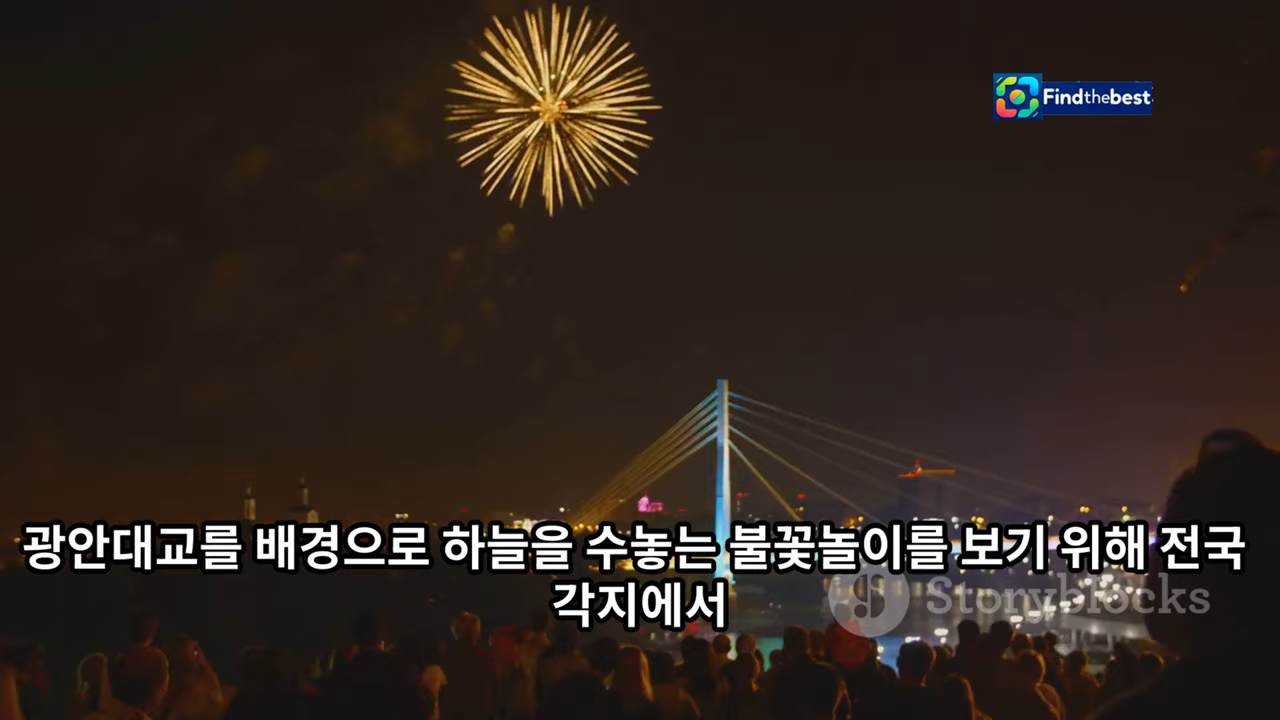 Findthebest
광안대교를 배경으로 하늘을 수놓는 불꽃놀이를 보기 위해 전국
각지에서
Storyblocks